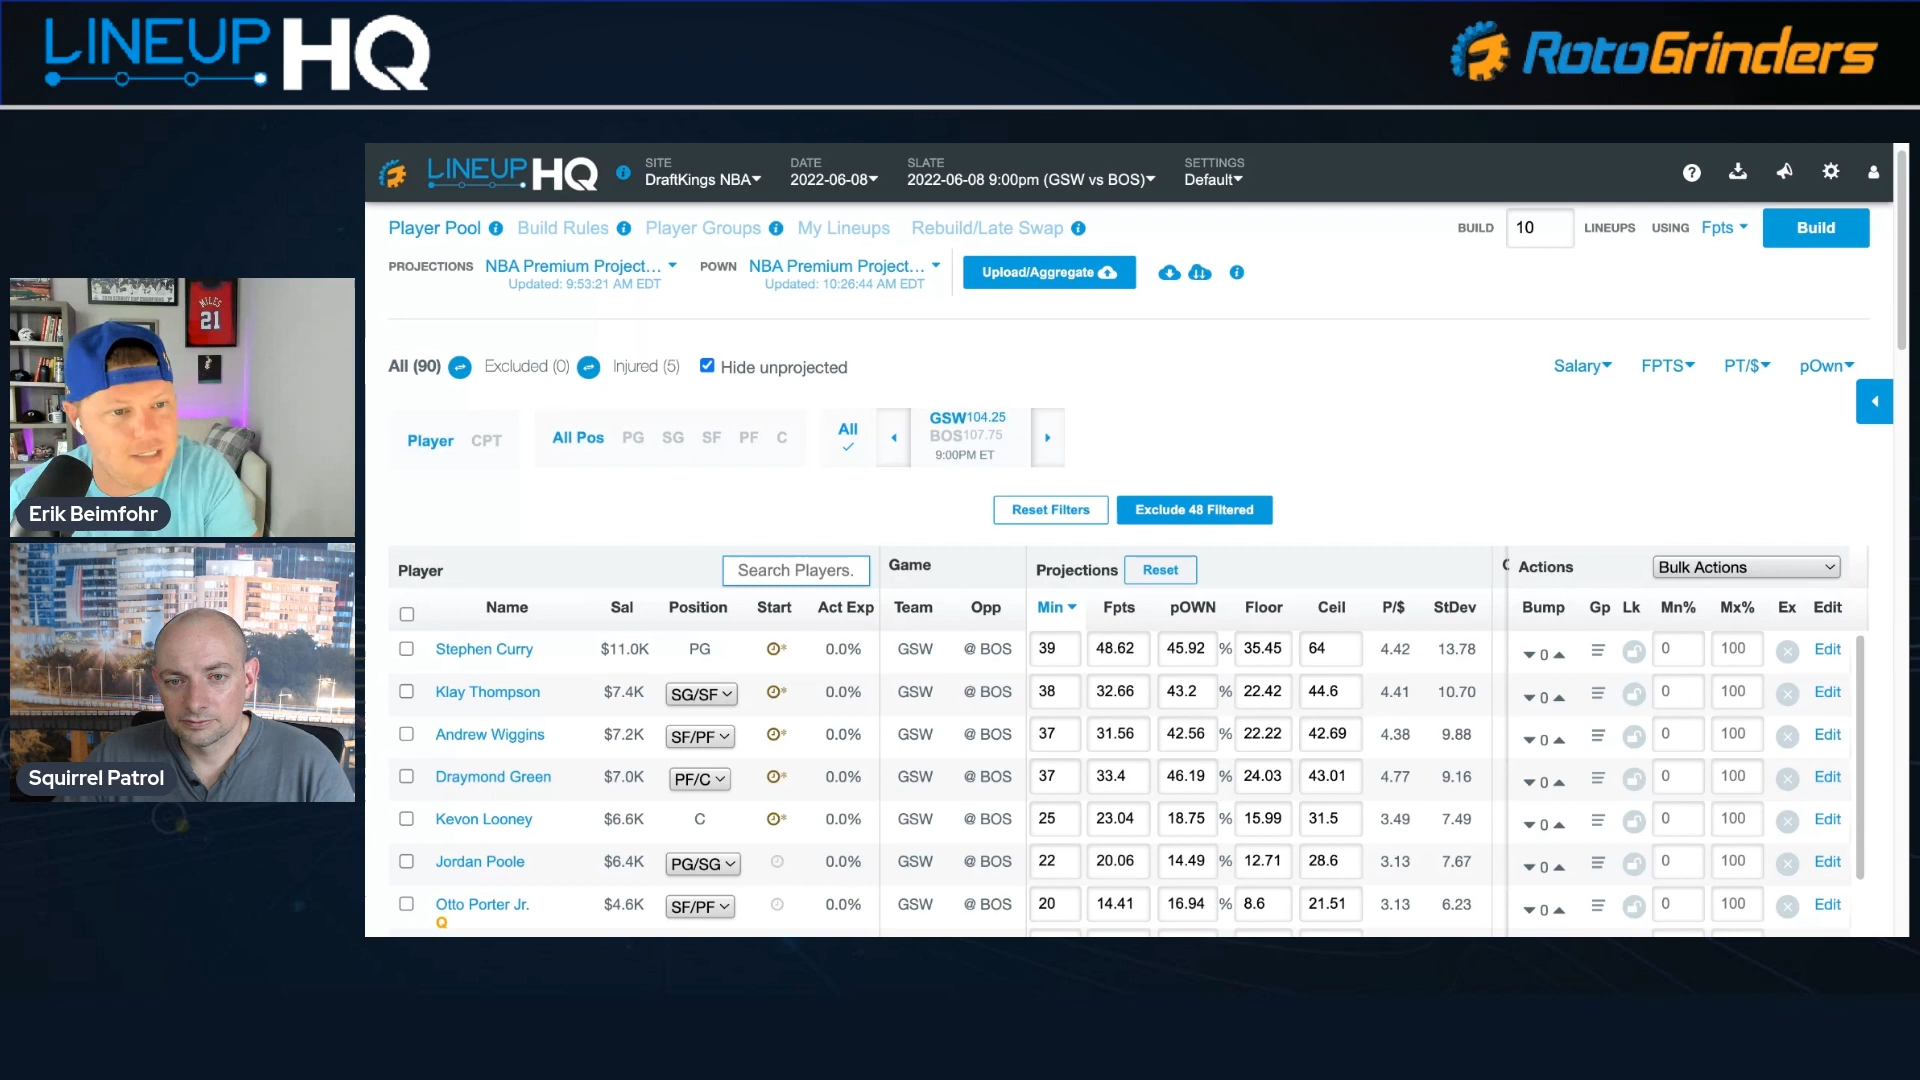 LINEUP HQ
RotoGrinders
LINEUP HQ
SITE DATE SLATE SETTINGS
DraftKings NBA 2022-06-08 2022-06-08 9:00pm (GSW vs BOS) Default
Player Pool Build Rules Player Groups My Lineups Rebuild/Late Swap BUILD 10 LINEUPS USING Fpts Build
PROJECTIONS NBA Premium Project... POWN NBA Premium Project... Upload/Aggregate
Updated: 9:53:21 AM EDT Updated: 10:26:44 AM EDT
All (90) Excluded (0) Injured (5) Hide unprojected Salary FPTS PT/$ pOwn
Player CPT All Pos PG SG SF PF C All
GSW 104.25
BOS 107.75
9:00PM ET
Reset Filters Exclude 48 Filtered
Player Search Players. Game Projections Reset Actions Bulk Actions
Name Sal Position Start Act Exp Team Opp Min Fpts pOWN Floor Ceil P/$ StDev Bump Gp Lk Mn% Mx% Ex Edit
Stephen Curry $11.0K PG 0.0% GSW @ BOS 39 48.62 45.92 % 35.45 64 4.42 13.78 0 0 100 Edit
Klay Thompson $7.4K SG/SF 0.0% GSW @ BOS 38 32.66 43.2 % 22.42 44.6 4.41 10.70 0 0 100 Edit
Andrew Wiggins $7.2K SF/PF 0.0% GSW @ BOS 37 31.56 42.56 % 22.22 42.69 4.38 9.88 0 0 100 Edit
Draymond Green $7.0K PF/C 0.0% GSW @ BOS 37 33.4 46.19 % 24.03 43.01 4.77 9.16 0 0 100 Edit
Kevon Looney $6.6K C 0.0% GSW @ BOS 25 23.04 18.75 % 15.99 31.5 3.49 7.49 0 0 100 Edit
Jordan Poole $6.4K PG/SG 0.0% GSW @ BOS 22 20.06 14.49 % 12.71 28.6 3.13 7.67 0 0 100 Edit
Otto Porter Jr. $4.6K SF/PF 0.0% GSW @ BOS 20 14.41 16.94 % 8.6 21.51 3.13 6.23 0 0 100 Edit
Q
MILES
21
Erik Beimfohr
Squirrel Patrol